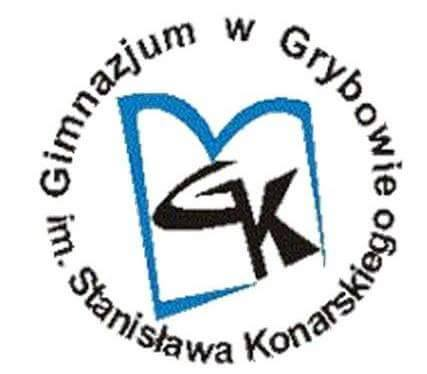 Gimnazjum w Grybowie
im. Stanisława Konarskiego
GK